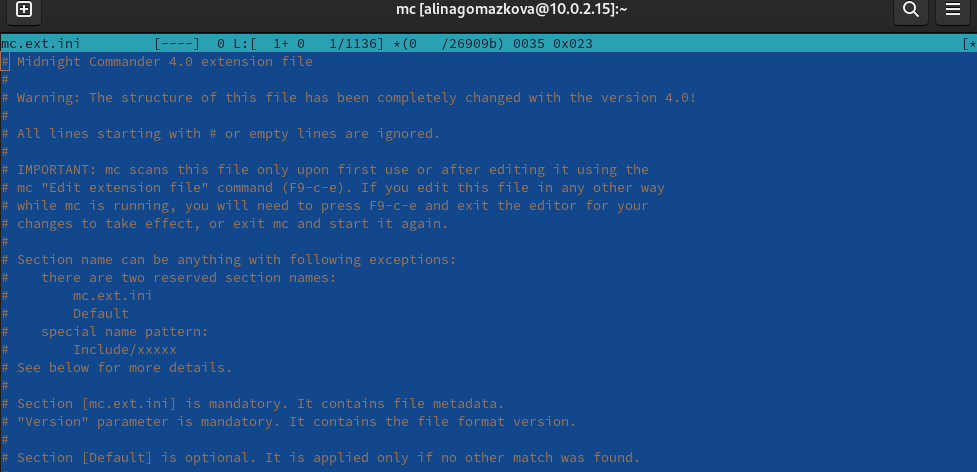 mc [alinagomazkova@10.0.2.15]:~
mc.ext.ini         [----]  0 L:[  1+ 0   1/1136] *(0   /26909b) 0035 0x023                                              [*
# Midnight Commander 4.0 extension file
#
# Warning: The structure of this file has been completely changed with the version 4.0!
#
# All lines starting with # or empty lines are ignored.
#
# IMPORTANT: mc scans this file only upon first use or after editing it using the
# mc "Edit extension file" command (F9-c-e). If you edit this file in any other way
# while mc is running, you will need to press F9-c-e and exit the editor for your
# changes to take effect, or exit mc and start it again.
#
# Section name can be anything with following exceptions:
#    there are two reserved section names:
#        mc.ext.ini
#        Default
#    special name pattern:
#        Include/xxxxx
# See below for more details.
#
# Section [mc.ext.ini] is mandatory. It contains file metadata.
# "Version" parameter is mandatory. It contains the file format version.
#
# Section [Default] is optional. It is applied only if no other match was found.